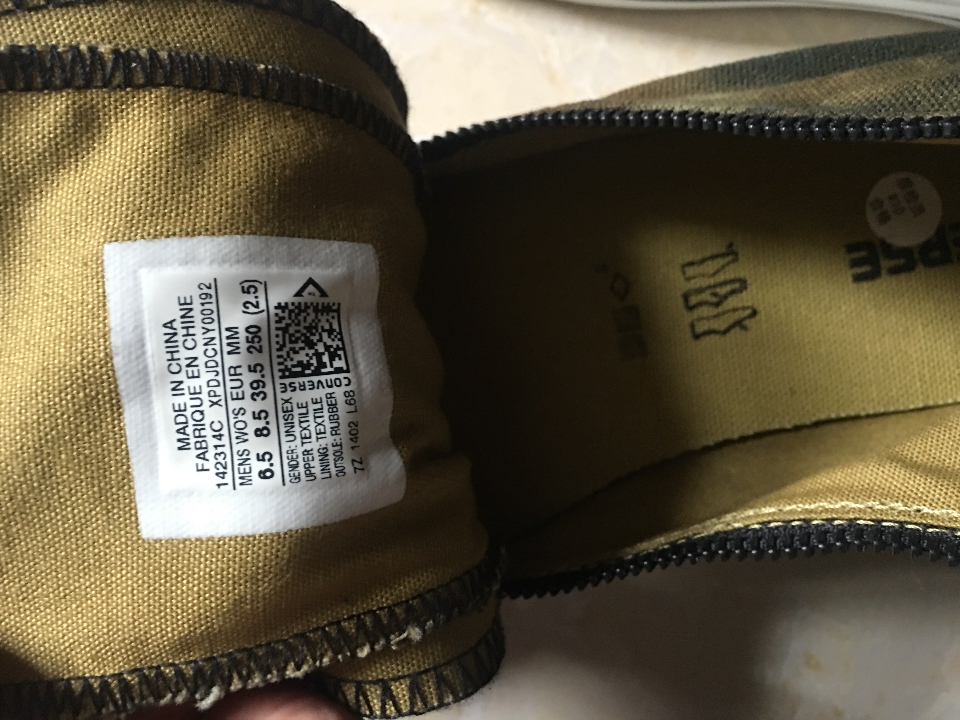 MADE IN CHINA
FABRIQUE EN CHINE
142314C XPDJDCNY00192
MENS WO'S EUR MM
6.5 8.5 39.5 250 (2.5)
GENDER: UNISEX
UPPER TEXTILE
LINING: TEXTILE
OUTSOLE: RUBBER
7Z 1402 L68
CONVERSE
ERSE